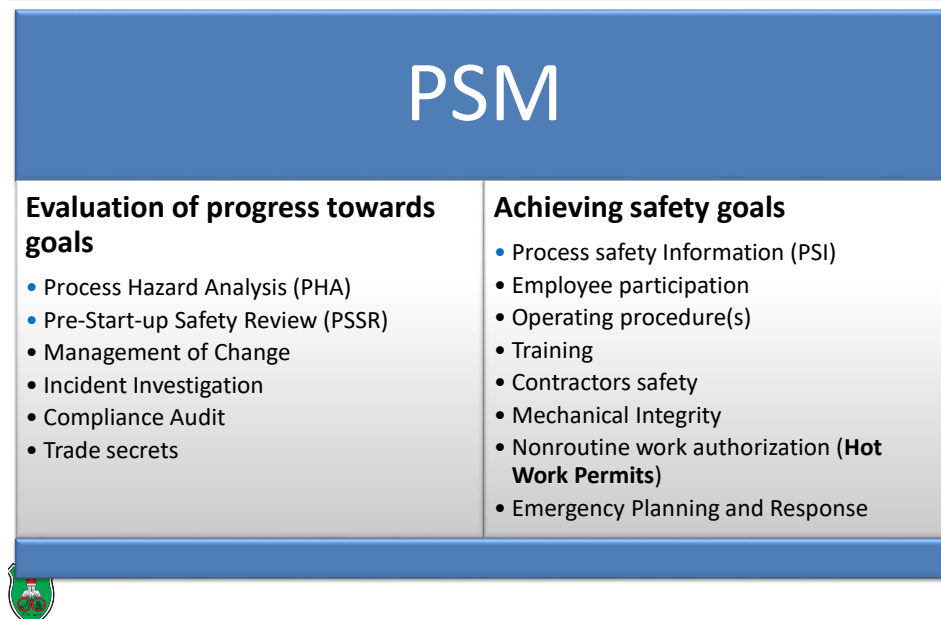 PSM
Evaluation of progress towards
goals
• Process Hazard Analysis (PHA)
• Pre-Start-up Safety Review (PSSR)
• Management of Change
• Incident Investigation
• Compliance Audit
• Trade secrets
Achieving safety goals
• Process safety Information (PSI)
• Employee participation
• Operating procedure(s)
• Training
• Contractors safety
• Mechanical Integrity
• Nonroutine work authorization (Hot
Work Permits)
• Emergency Planning and Response